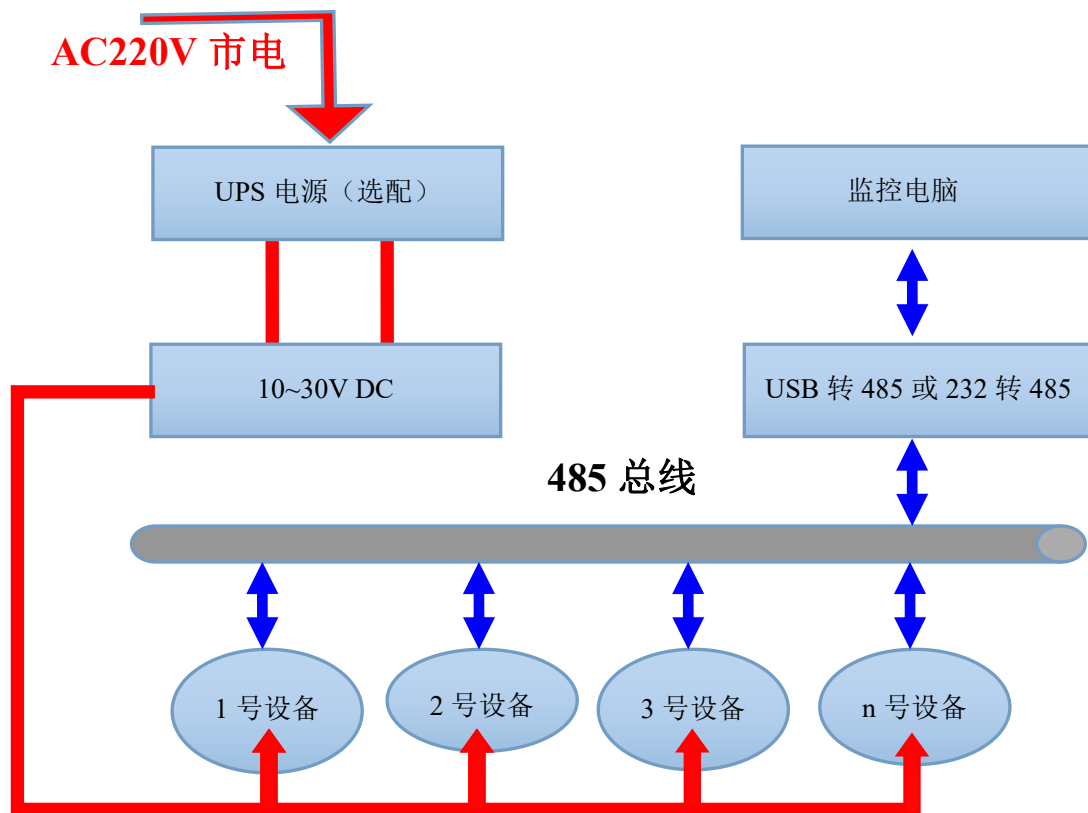 AC220V 市电
UPS 电源（选配）
监控电脑
10~30V DC
USB 转 485 或 232 转 485
485 总线
1 号设备
2 号设备
3 号设备
n 号设备